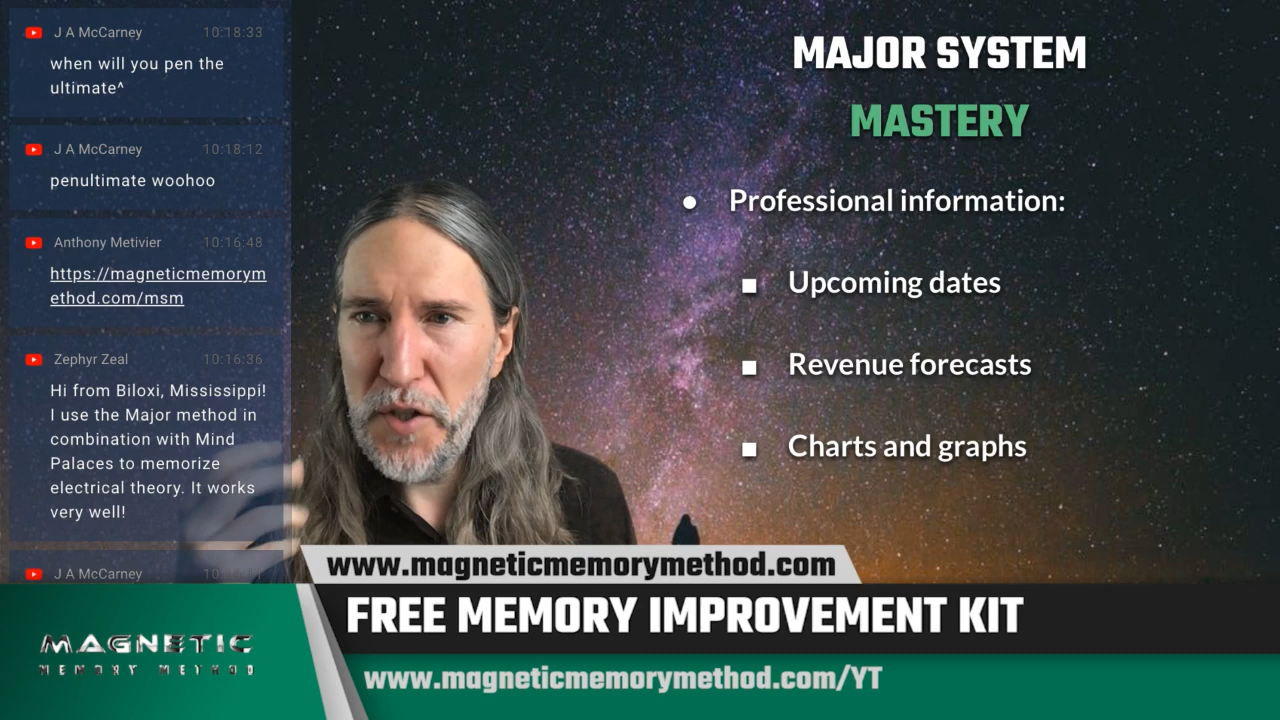 J A McCarney 10:18:33
when will you pen the
ultimate^
J A McCarney 10:18:12
penultimate woohoo
Anthony Metivier 10:16:48
https://magneticmemorym
ethod.com/msm
Zephyr Zeal 10:16:36
Hi from Biloxi, Mississippi!
I use the Major method in
combination with Mind
Palaces to memorize
electrical theory. It works
very well!
J A McCarney
MAJOR SYSTEM
MASTERY
• Professional information:
▪ Upcoming dates
▪ Revenue forecasts
▪ Charts and graphs
www.magneticmemorymethod.com
FREE MEMORY IMPROVEMENT KIT
www.magneticmemorymethod.com/YT
MAGNETIC
MEMORY METHOD